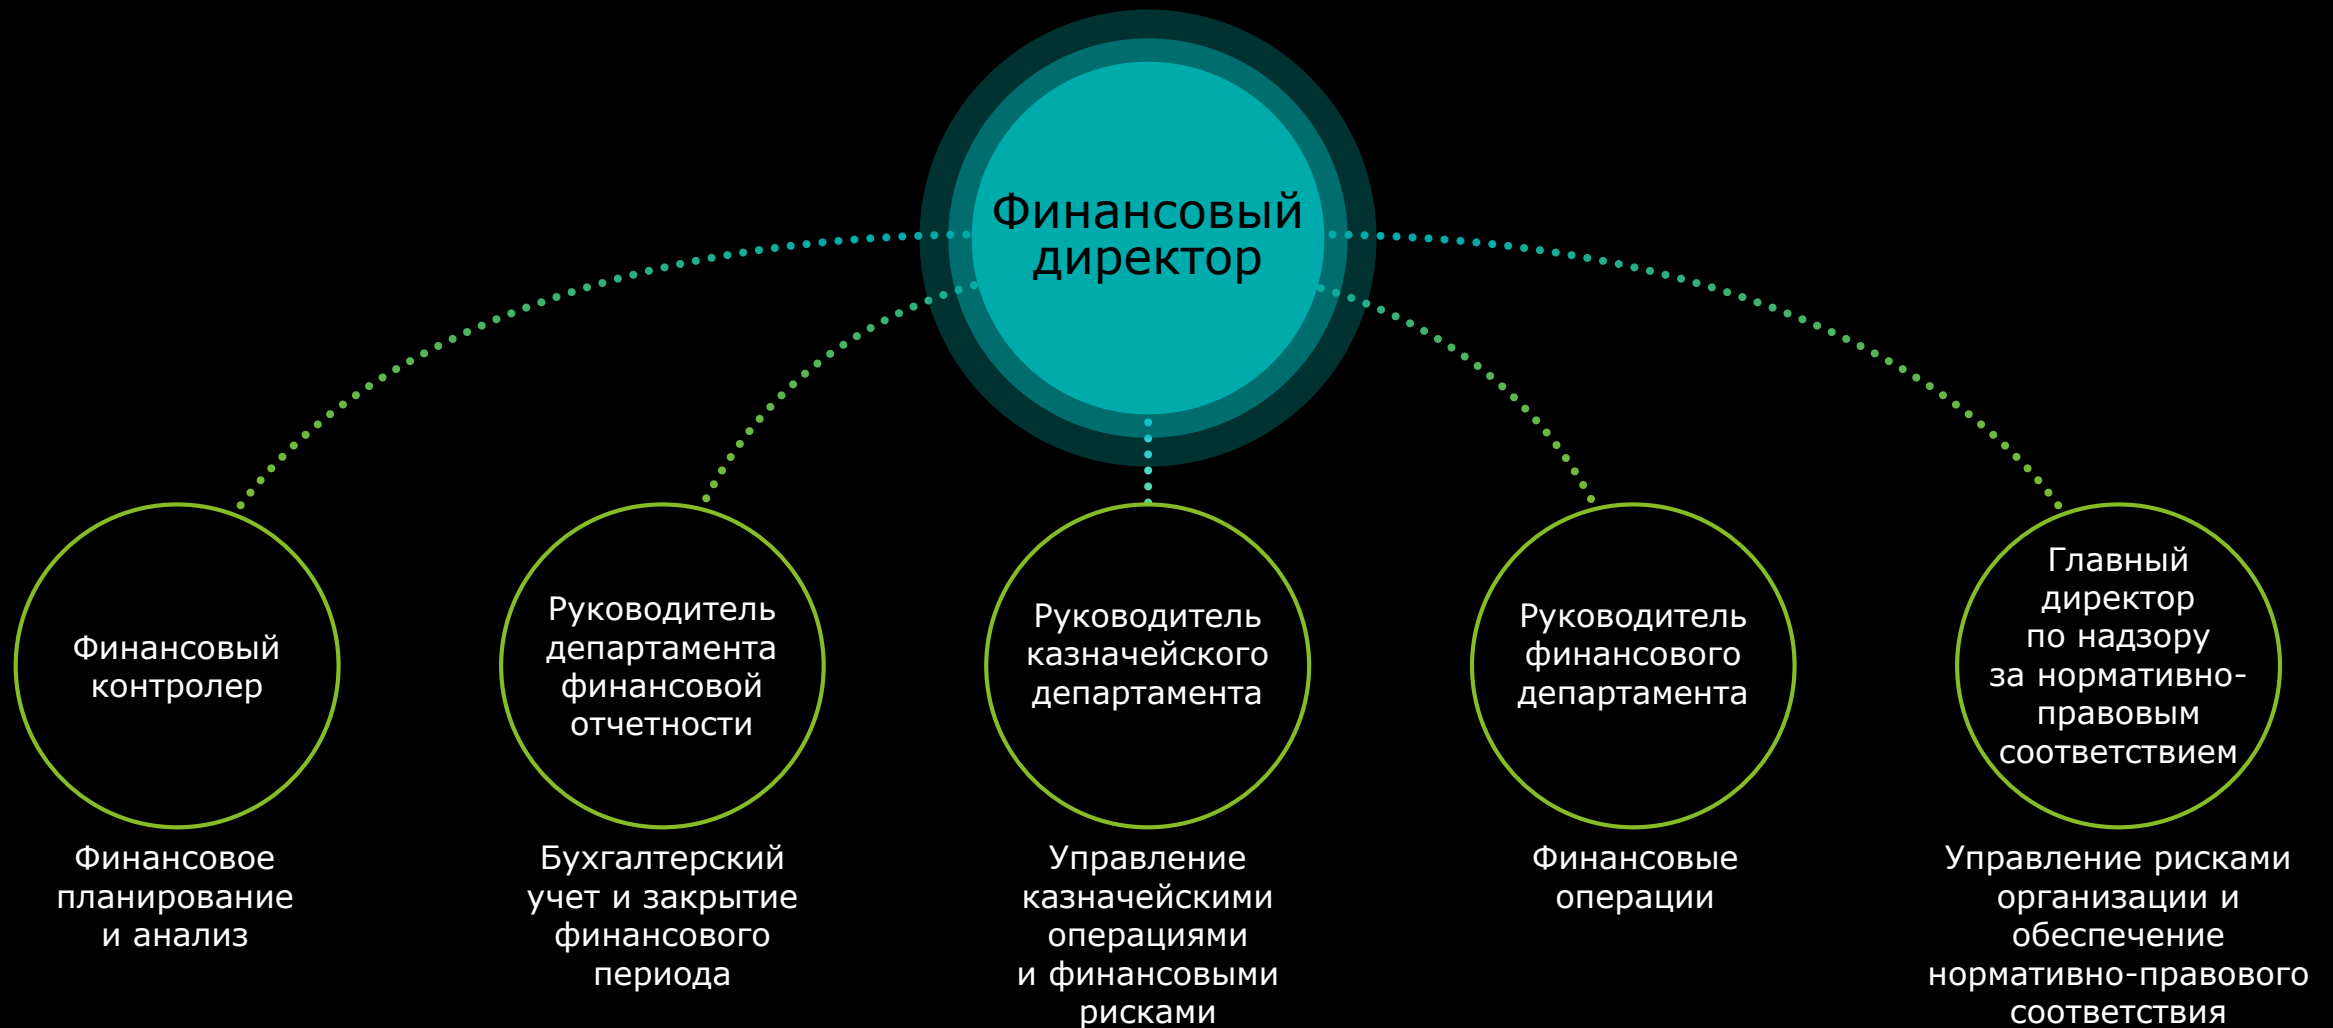 Финансовый
директор
Финансовый
контролер
Руководитель
департамента
финансовой
отчетности
Руководитель
казначейского
департамента
Руководитель
финансового
департамента
Главный
директор
по надзору
за нормативно-
правовым
соответствием
Финансовое
планирование
и анализ
Бухгалтерский
учет и закрытие
финансового
периода
Управление
казначейскими
операциями
и финансовыми
рисками
Финансовые
операции
Управление рисками
организации и
обеспечение
нормативно-правового
соответствия